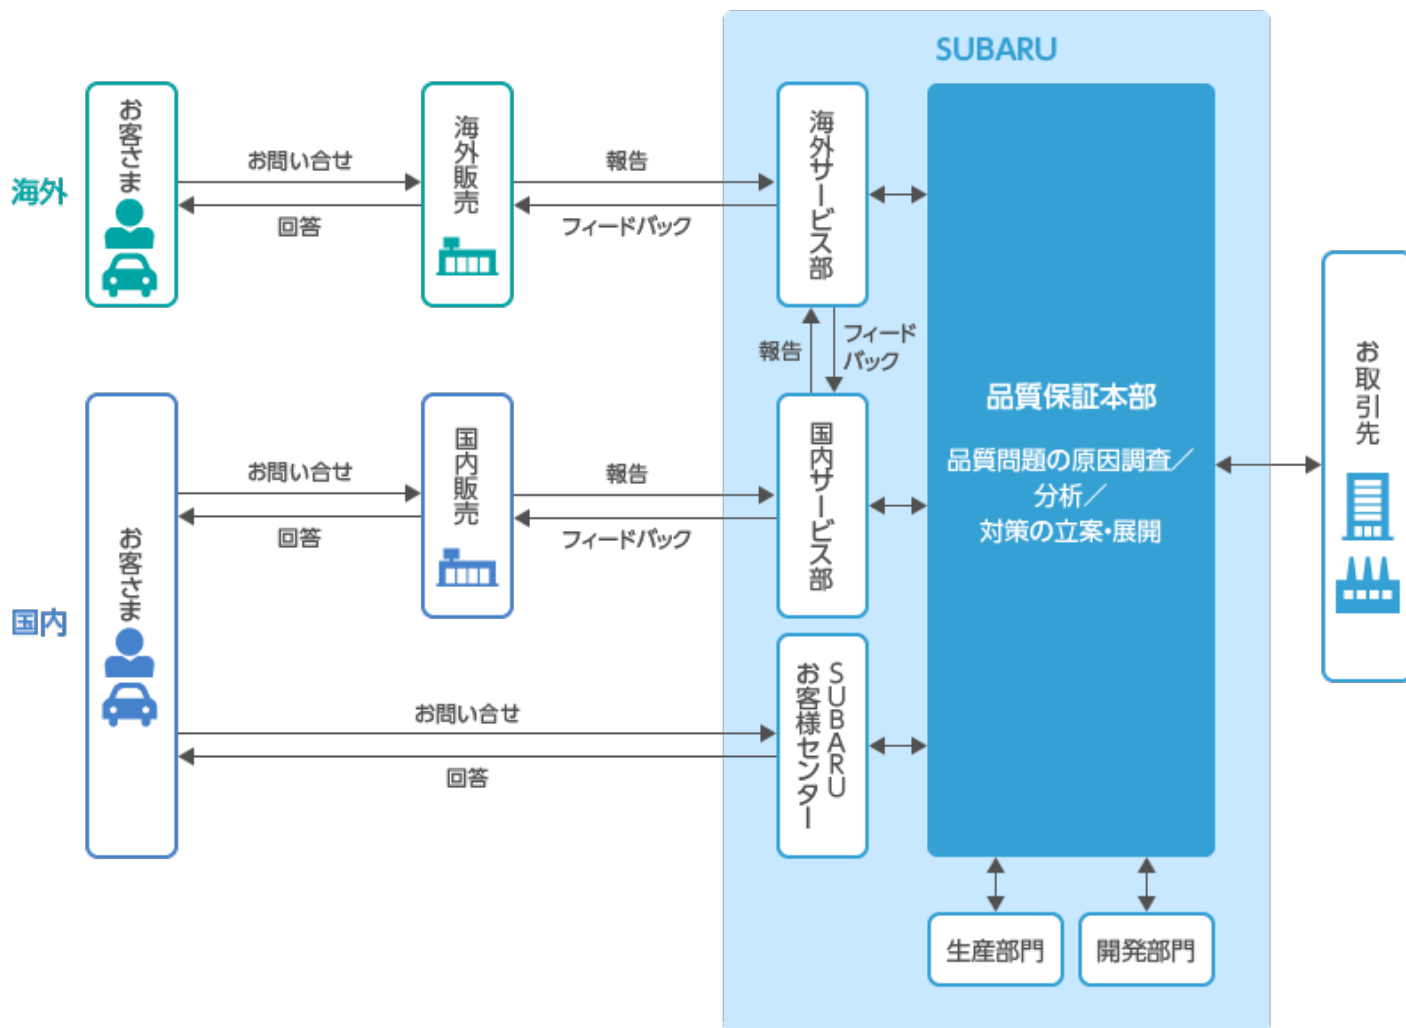 SUBARU
海外
お客さま
お問い合せ
回答
海外販売
報告
フィードバック
海外サービス部
報告
フィード
バック
国内
お客さま
お問い合せ
回答
国内販売
報告
フィードバック
国内サービス部
お問い合せ
回答
SUBARU
お客様センター
品質保証本部
品質問題の原因調査／
分析／
対策の立案・展開
生産部門
開発部門
お取引先